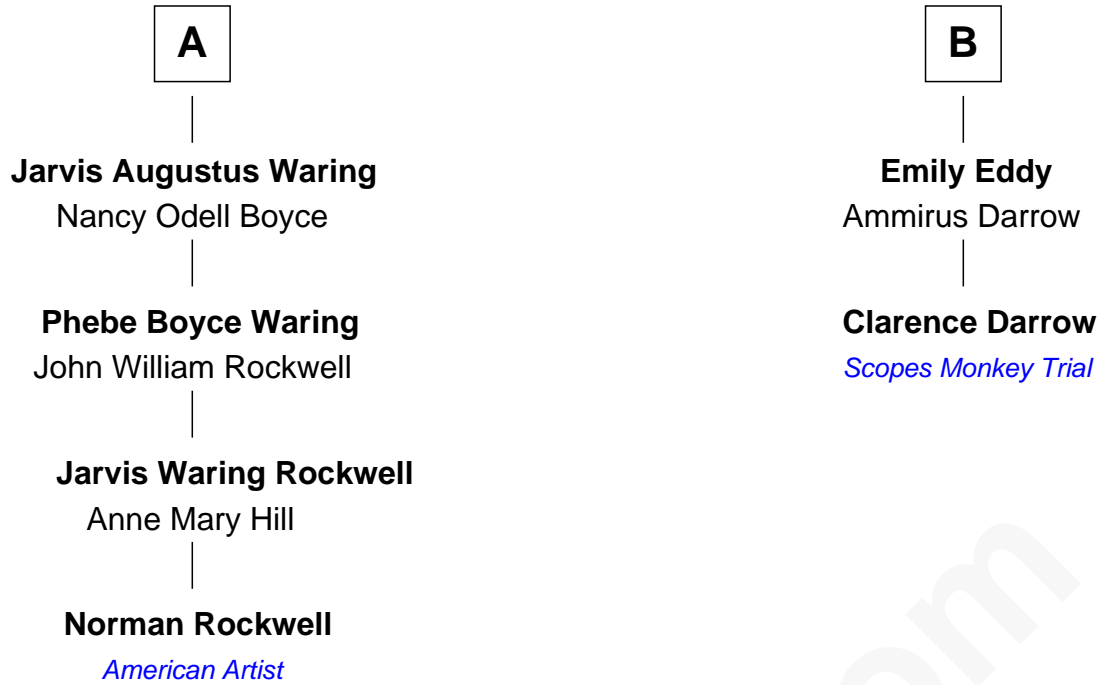 A
Jarvis Augustus Waring
Nancy Odell Boyce
Phebe Boyce Waring
John William Rockwell
Jarvis Waring Rockwell
Anne Mary Hill
Norman Rockwell
American Artist
B
Emily Eddy
Ammirus Darrow
Clarence Darrow
Scopes Monkey Trial
om